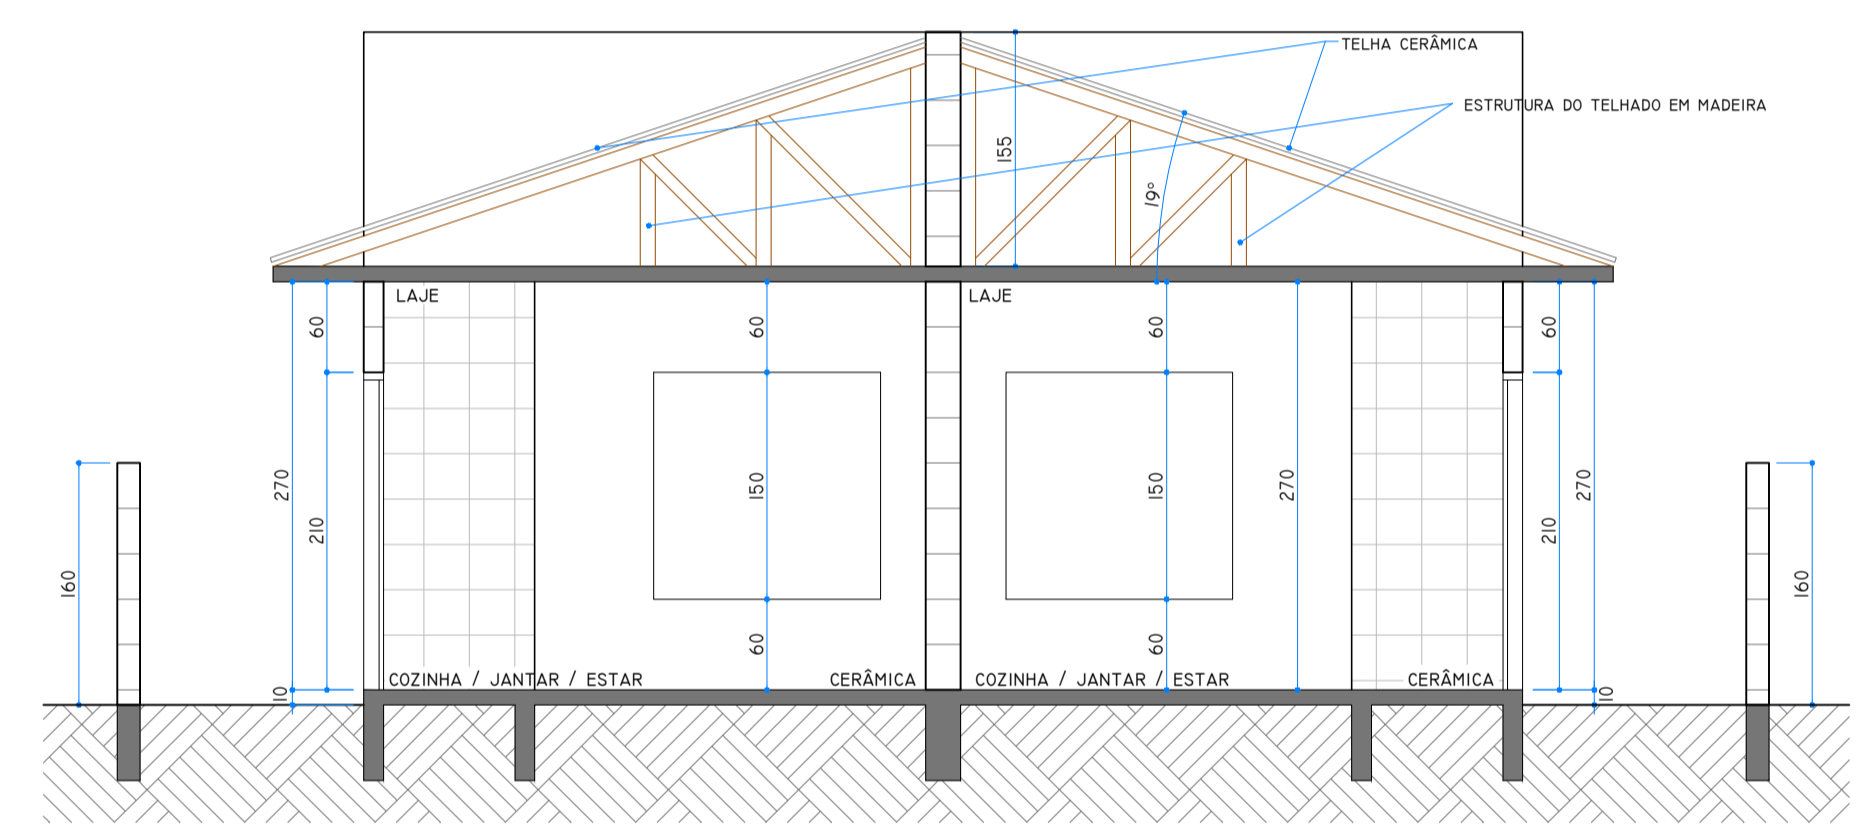 TELHA CERÂMICA
ESTRUTURA DO TELHADO EM MADEIRA
155
19°
LAJE
LAJE
60
60
60
60
270
210
150
150
270
210
270
160
160
60
60
COZINHA / JANTAR / ESTAR
CERÂMICA
COZINHA / JANTAR / ESTAR
CERÂMICA
10
10